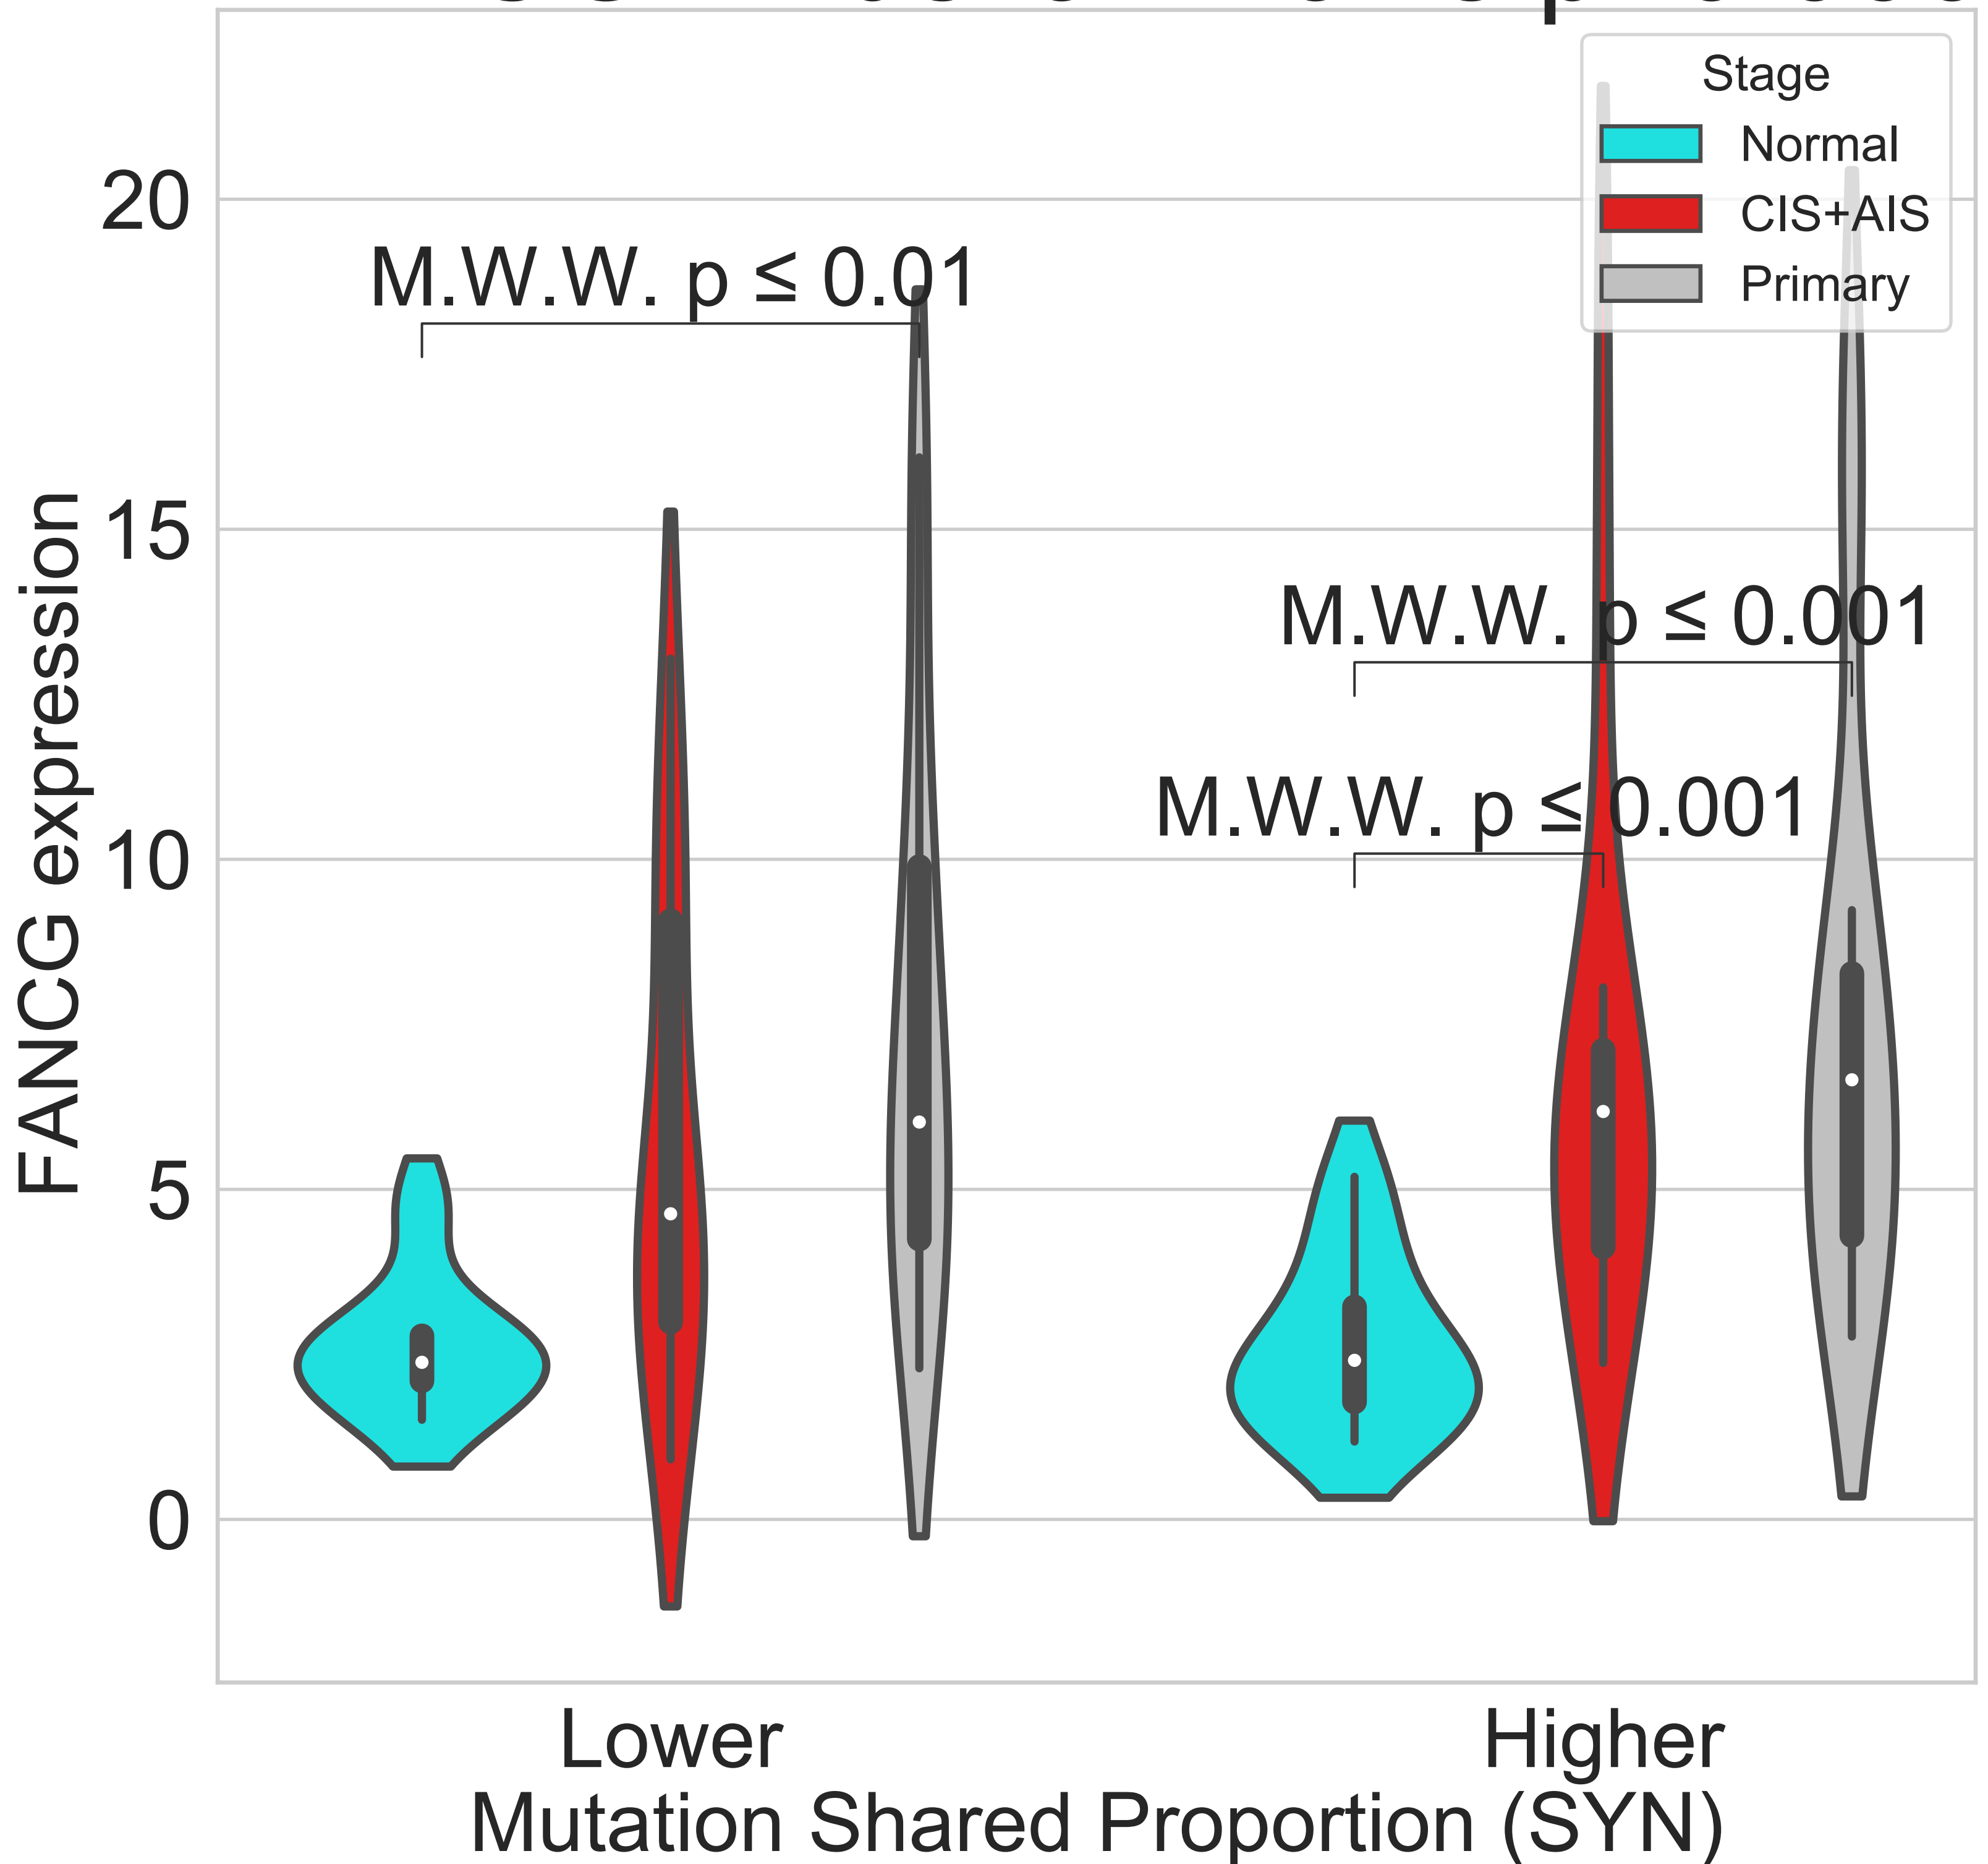 Stage
Normal
CIS+AIS
Primary
20
15
10
5
0
FANCG expression
M.W.W. p ≤ 0.01
M.W.W. p ≤ 0.001
M.W.W. p ≤ 0.001
Lower
Higher
Mutation Shared Proportion (SYN)